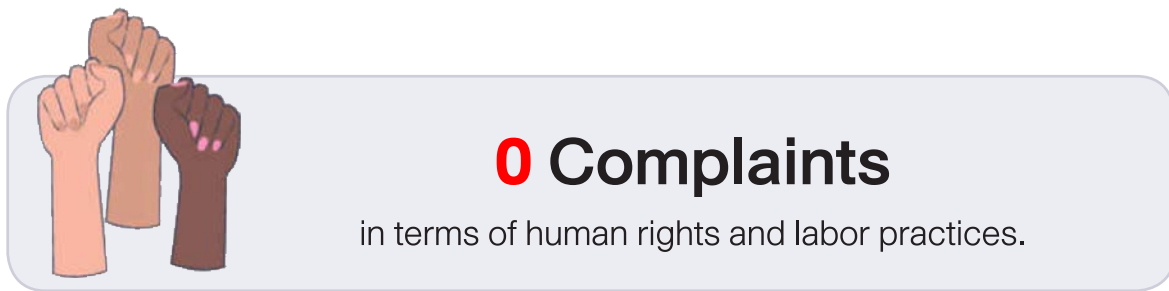 0 Complaints
in terms of human rights and labor practices.